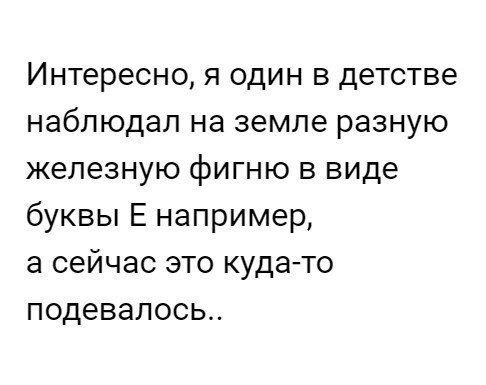 Интересно, я один в детстве
наблюдал на земле разную
железную фигню в виде
буквы Е например,
а сейчас это куда-то
подевалось..